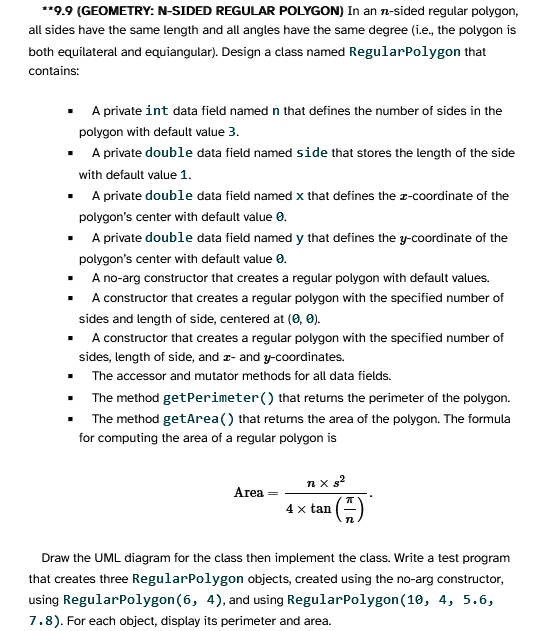 **9.9 (GEOMETRY: N-SIDED REGULAR POLYGON) In an n-sided regular polygon,
all sides have the same length and all angles have the same degree (i.e., the polygon is
both equilateral and equiangular). Design a class named RegularPolygon that
contains:
▪ A private int data field named n that defines the number of sides in the
polygon with default value 3.
▪ A private double data field named side that stores the length of the side
with default value 1.
▪ A private double data field named x that defines the x-coordinate of the
polygon's center with default value 0.
▪ A private double data field named y that defines the y-coordinate of the
polygon's center with default value 0.
▪ A no-arg constructor that creates a regular polygon with default values.
▪ A constructor that creates a regular polygon with the specified number of
sides and length of side, centered at (0, 0).
▪ A constructor that creates a regular polygon with the specified number of
sides, length of side, and x- and y-coordinates.
▪ The accessor and mutator methods for all data fields.
▪ The method getPerimeter() that returns the perimeter of the polygon.
▪ The method getArea() that returns the area of the polygon. The formula
for computing the area of a regular polygon is
Area = n × s² / (4 × tan (π/n)).
Draw the UML diagram for the class then implement the class. Write a test program
that creates three RegularPolygon objects, created using the no-arg constructor,
using RegularPolygon(6, 4), and using RegularPolygon(10, 4, 5.6,
7.8). For each object, display its perimeter and area.